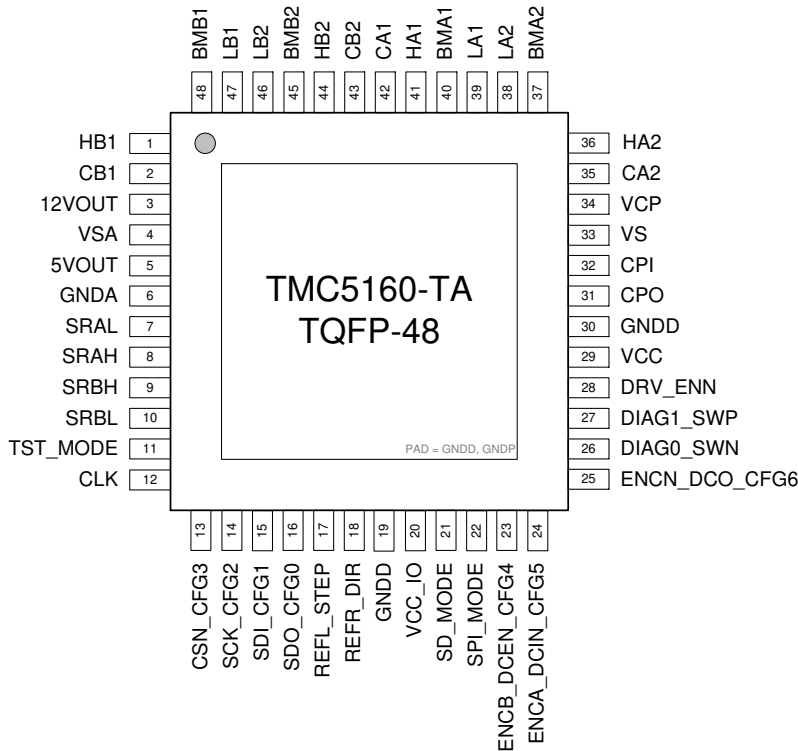 BMB1
LB1
LB2
BMB2
HB2
CB2
CA1
HA1
BMA1
LA1
LA2
BMA2
48
47
46
45
44
43
42
41
40
39
38
37
HB1 1
CB1 2
12VOUT 3
VSA 4
5VOUT 5
GNDA 6
SRAL 7
SRAH 8
SRBH 9
SRBL 10
TST_MODE 11
CLK 12
TMC5160-TA
TQFP-48
PAD = GNDD, GNDP
36 HA2
35 CA2
34 VCP
33 VS
32 CPI
31 CPO
30 GNDD
29 VCC
28 DRV_ENN
27 DIAG1_SWP
26 DIAG0_SWN
25 ENCN_DCO_CFG6
13
14
15
16
17
18
19
20
21
22
23
24
CSN_CFG3
SCK_CFG2
SDI_CFG1
SDO_CFG0
REFL_STEP
REFR_DIR
GNDD
VCC_IO
SD_MODE
SPI_MODE
ENCB_DCEN_CFG4
ENCA_DCIN_CFG5